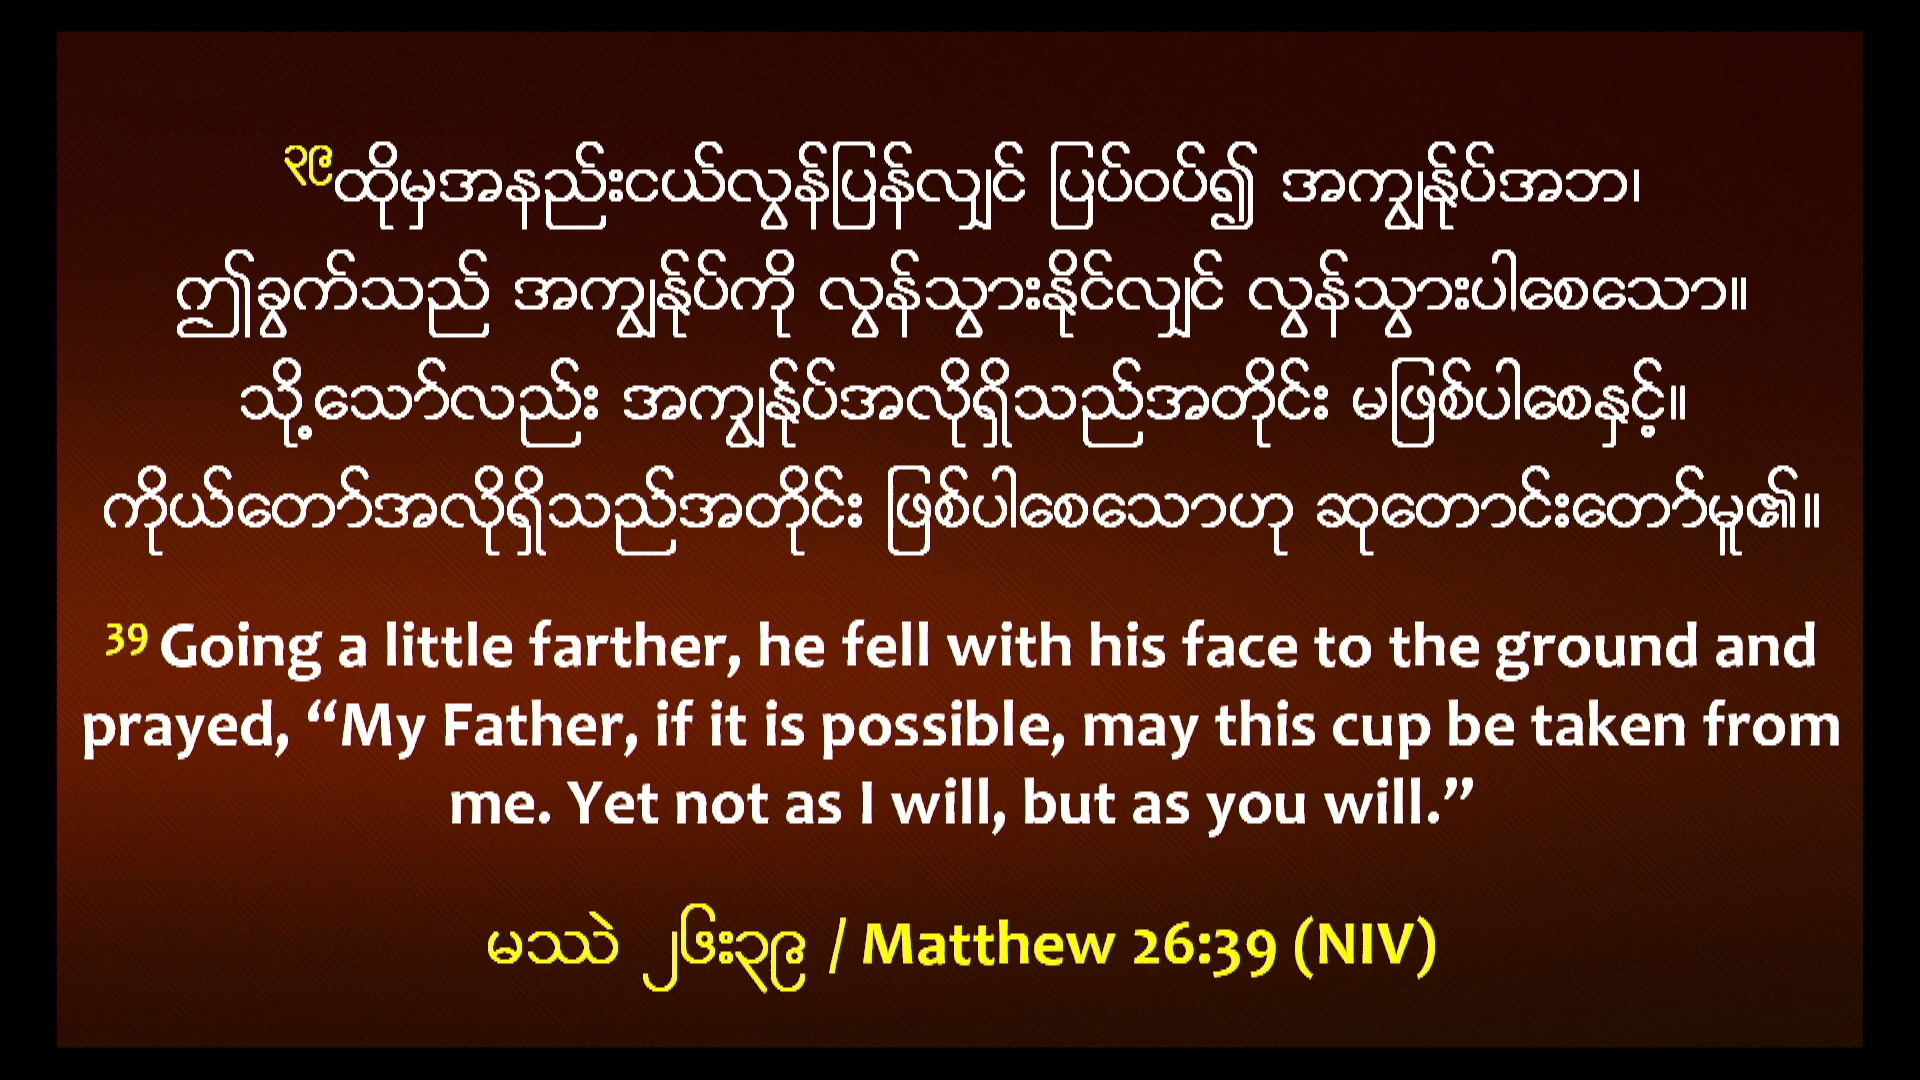 ၃၉ထိုမှအနည်းငယ်လွန်ပြန်လျှင် ပြပ်ဝပ်၍ အကျွန်ုပ်အဘ၊
ဤခွက်သည် အကျွန်ုပ်ကို လွန်သွားနိုင်လျှင် လွန်သွားပါစေသော။
သို့သော်လည်း အကျွန်ုပ်အလိုရှိသည်အတိုင်း မဖြစ်ပါစေနှင့်။
ကိုယ်တော်အလိုရှိသည်အတိုင်း ဖြစ်ပါစေသောဟု ဆုတောင်းတော်မူ၏။
39 Going a little farther, he fell with his face to the ground and
prayed, “My Father, if it is possible, may this cup be taken from
me. Yet not as I will, but as you will.”
မဿဲ ၂၆း၃၉ / Matthew 26:39 (NIV)